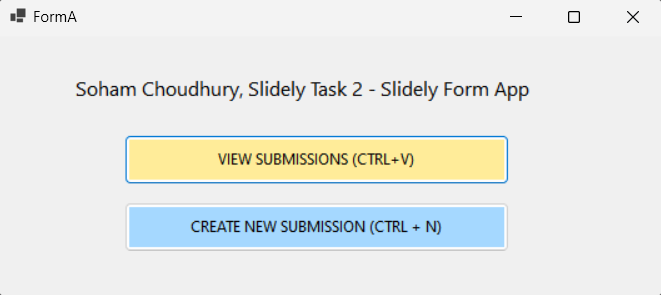 FormA
Soham Choudhury, Slidely Task 2 - Slidely Form App
VIEW SUBMISSIONS (CTRL+V)
CREATE NEW SUBMISSION (CTRL + N)